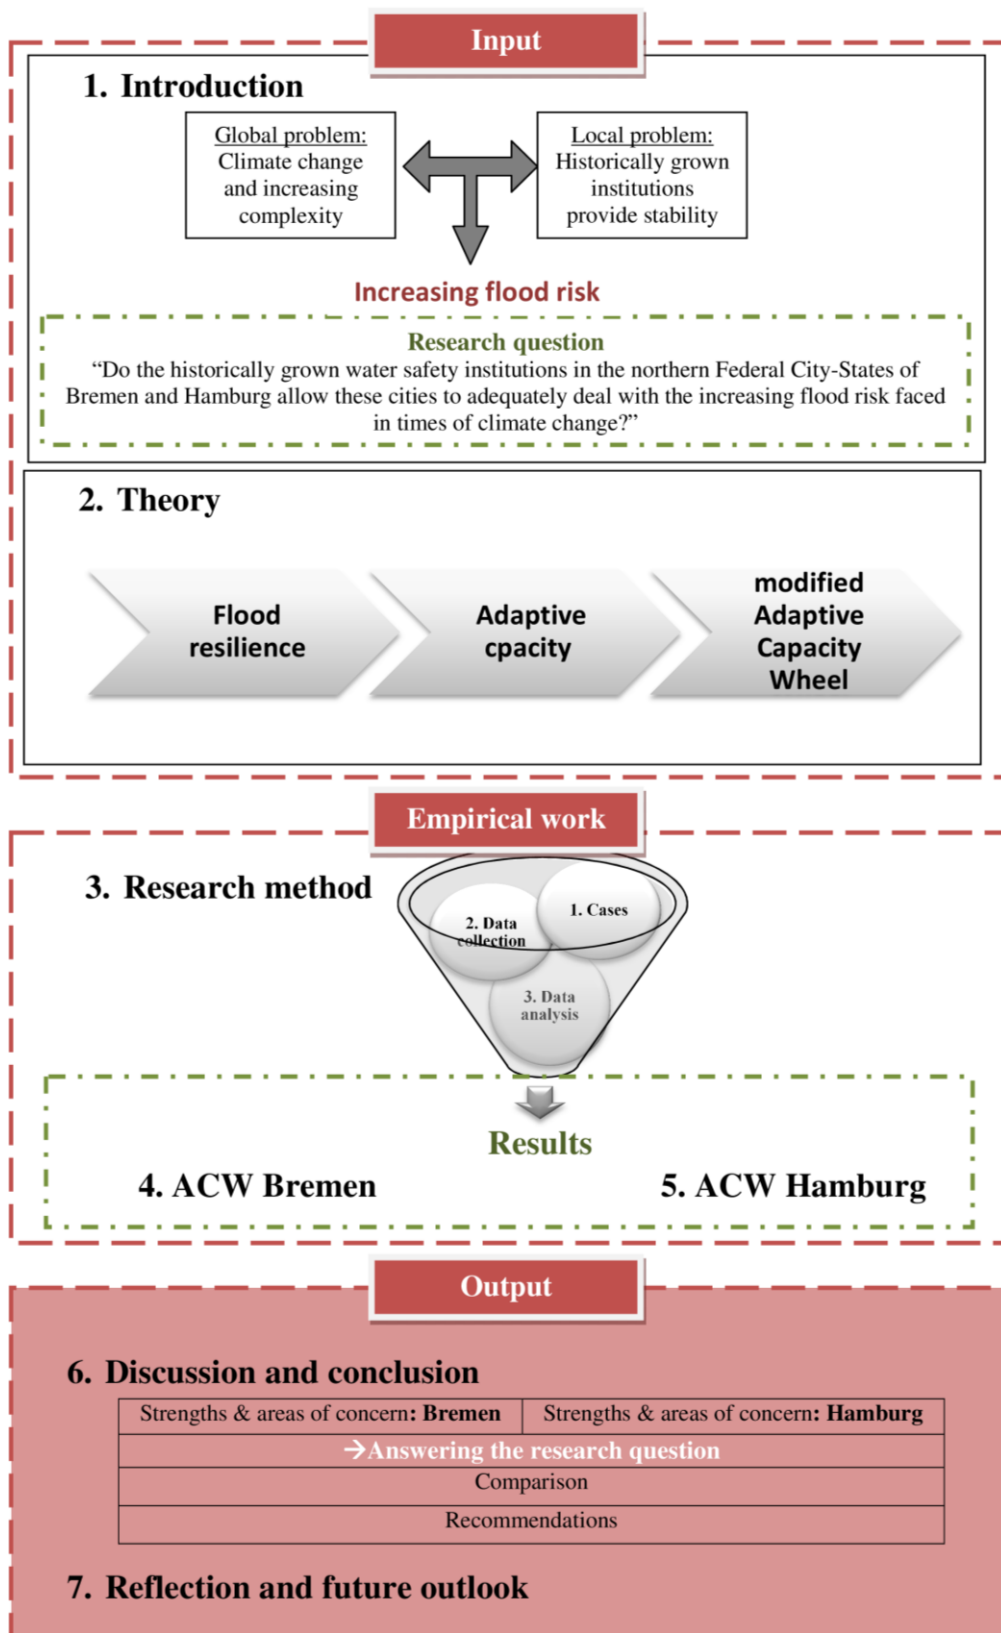 Input
1. Introduction
Global problem:
Climate change
and increasing
complexity
Local problem:
Historically grown
institutions
provide stability
Increasing flood risk
Research question
“Do the historically grown water safety institutions in the northern Federal City-States of
Bremen and Hamburg allow these cities to adequately deal with the increasing flood risk faced
in times of climate change?”
2. Theory
Flood
resilience
Adaptive
cpacity
modified
Adaptive
Capacity
Wheel
Empirical work
3. Research method
1. Cases
2. Data
collection
3. Data
analysis
Results
4. ACW Bremen
5. ACW Hamburg
Output
6. Discussion and conclusion
Strengths & areas of concern: Bremen
Strengths & areas of concern: Hamburg
→Answering the research question
Comparison
Recommendations
7. Reflection and future outlook